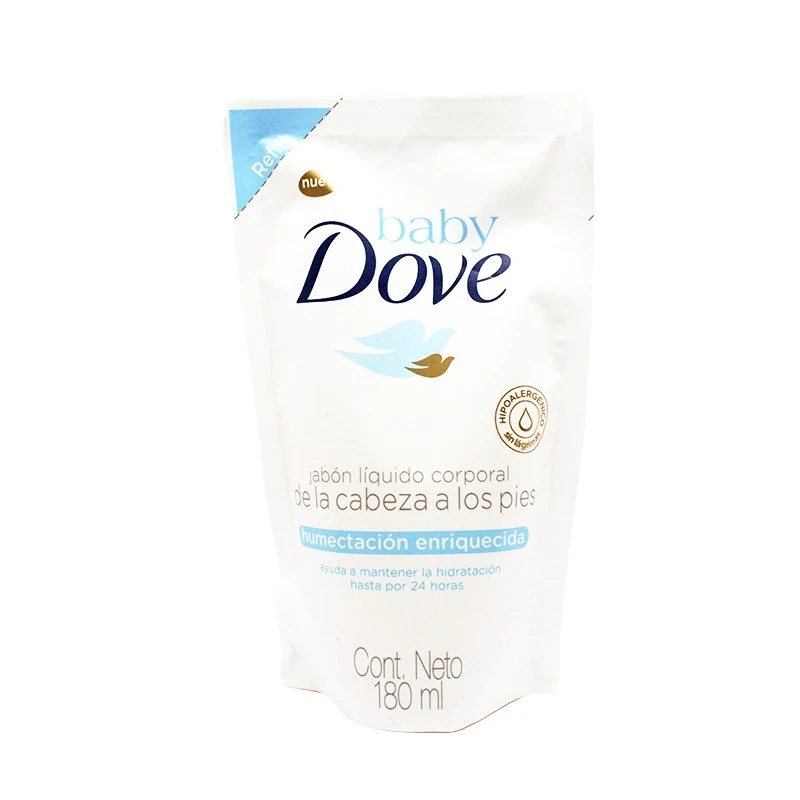 nue
baby
Dove
HIPOALERGÉNICO
sin lágrimas
jabón líquido corporal
de la cabeza a los pies
humectación enriquecida
ayuda a mantener la hidratación
hasta por 24 horas
Cont. Neto
180 ml